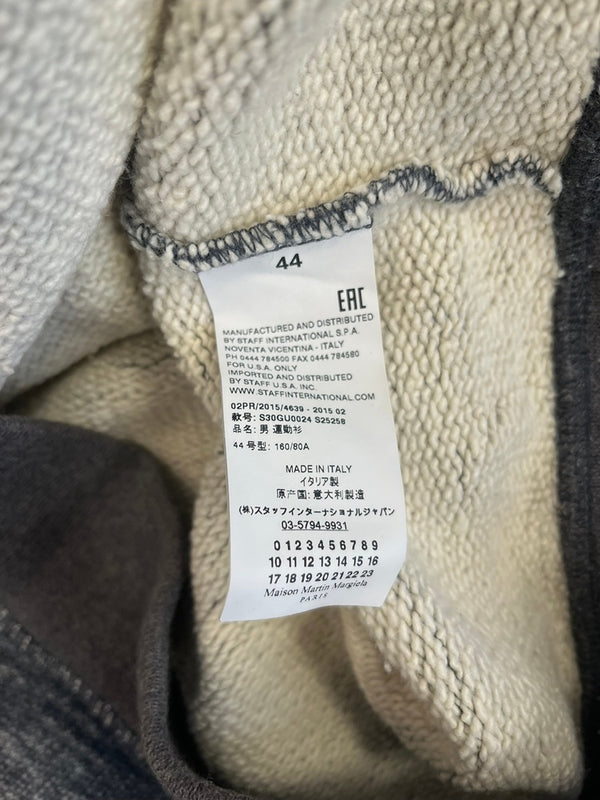 44
EAC
MANUFACTURED AND DISTRIBUTED
BY STAFF INTERNATIONAL S.P.A.
NOVENTA VICENTINA - ITALY
PH 0444 784500 FAX 0444 784580
FOR U.S.A. ONLY
IMPORTED AND DISTRIBUTED
BY STAFF U.S.A. INC.
WWW.STAFFINTERNATIONAL.COM
02PR/2015/4639 - 2015 02
款号: S30GU0024 S25258
品名: 男 運動衫
44 号型: 160/80A
MADE IN ITALY
イタリア製
原产国: 意大利製造
(株)スタッフインターナショナルジャパン
03-5794-9931
0 1 2 3 4 5 6 7 8 9
10 11 12 13 14 15 16
17 18 19 20 21 22 23
Maison Martin Margiela
PARIS